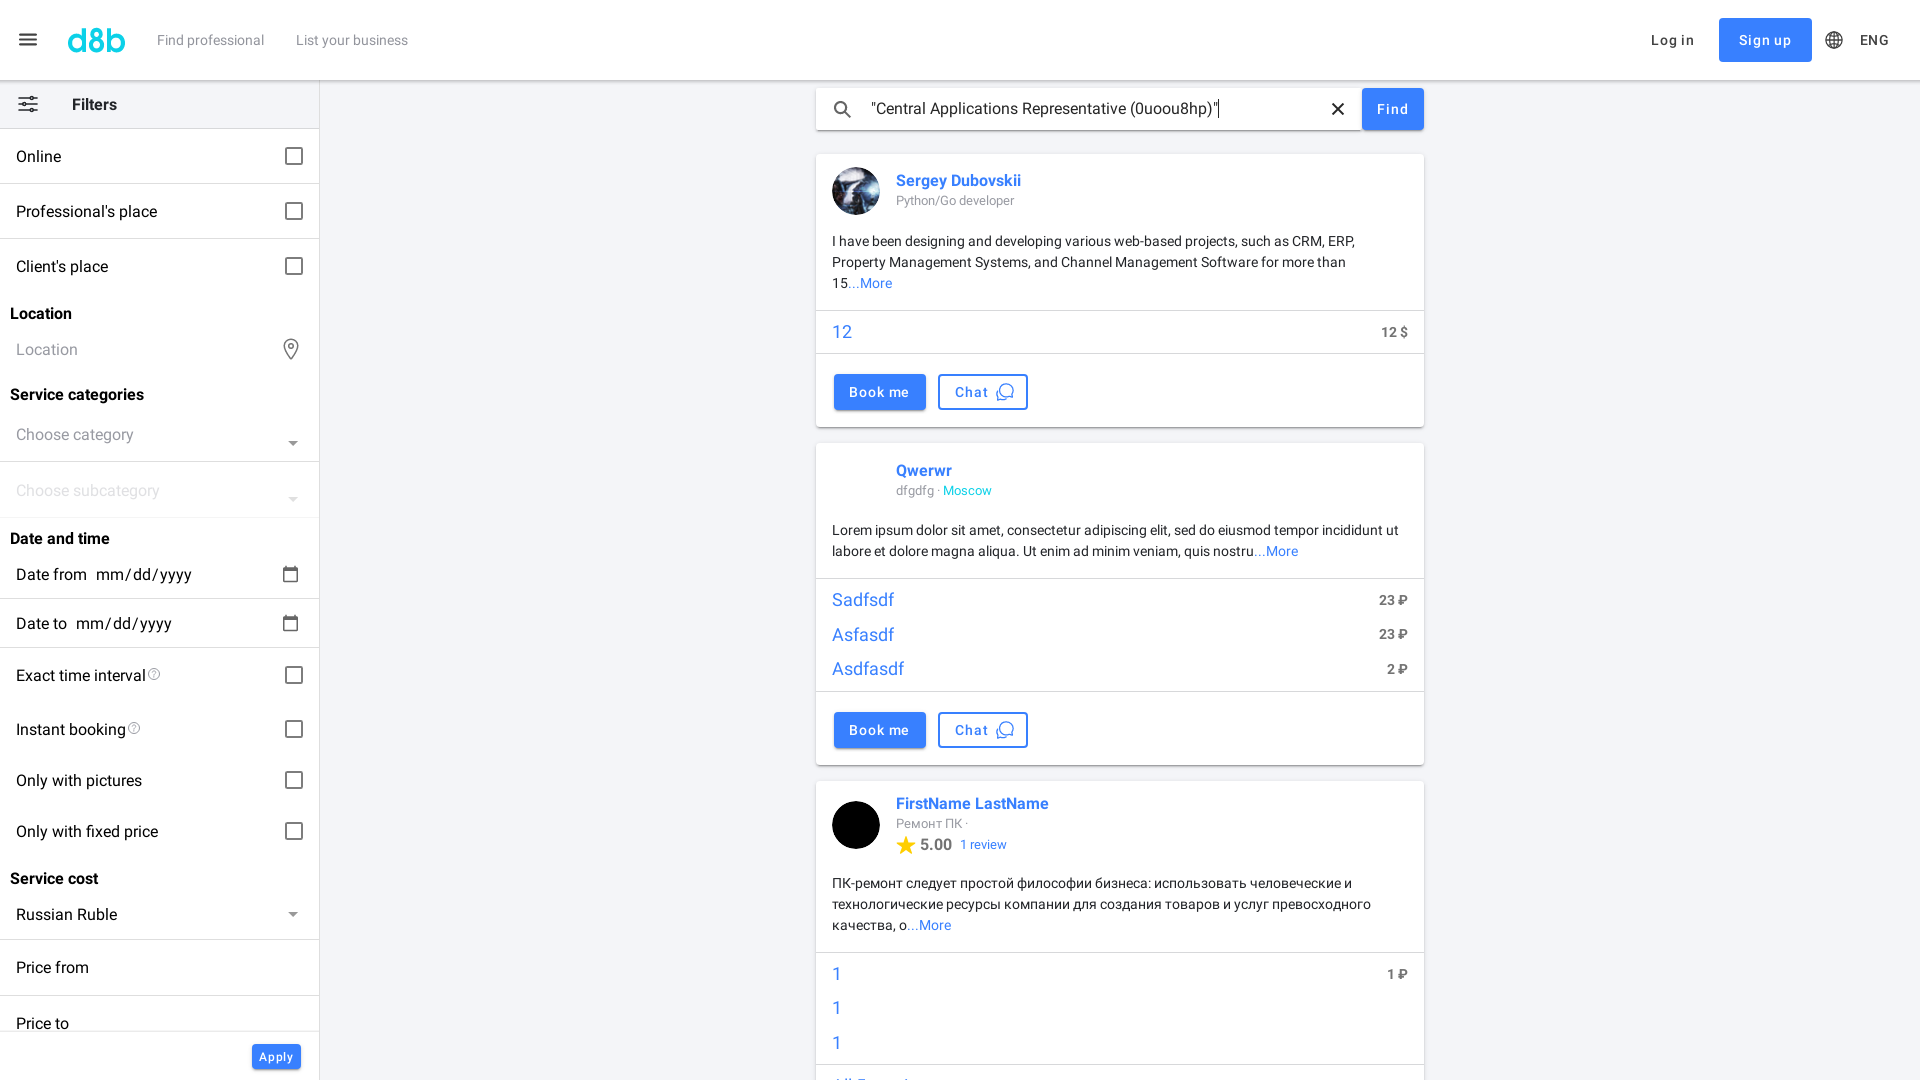 d8b
Find professional
List your business
Log in
Sign up
ENG
Filters
Online
Professional's place
Client's place
Location
Location
Service categories
Choose category
Choose subcategory
Date and time
Date from mm/dd/yyyy
Date to mm/dd/yyyy
Exact time interval
Instant booking
Only with pictures
Only with fixed price
Service cost
Russian Ruble
Price from
Price to
Apply
"Central Applications Representative (0uoou8hp)"
Find
Sergey Dubovskii
Python/Go developer
I have been designing and developing various web-based projects, such as CRM, ERP,
Property Management Systems, and Channel Management Software for more than
15...More
12 12 $
Book me Chat
Qwerwr
dfgdfg · Moscow
Lorem ipsum dolor sit amet, consectetur adipiscing elit, sed do eiusmod tempor incididunt ut
labore et dolore magna aliqua. Ut enim ad minim veniam, quis nostru...More
Sadfsdf 23 ₽
Asfasdf 23 ₽
Asdfasdf 2 ₽
Book me Chat
FirstName LastName
Ремонт ПК ·
5.00 1 review
ПК-ремонт следует простой философии бизнеса: использовать человеческие и
технологические ресурсы компании для создания товаров и услуг превосходного
качества, о...More
1 1 ₽
1
1